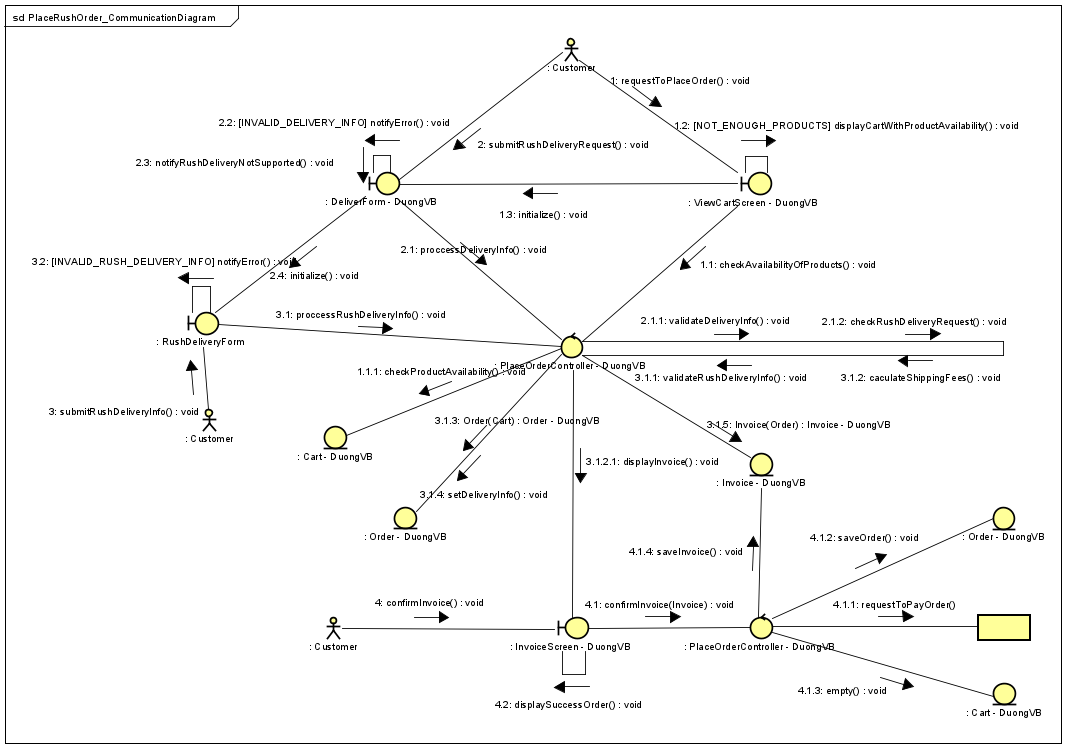 sd PlaceRushOrder_CommunicationDiagram
: Customer
1: requestToPlaceOrder() : void
2.2: [INVALID_DELIVERY_INFO] notifyError() : void
1.2: [NOT_ENOUGH_PRODUCTS] displayCartWithProductAvailability() : void
2: submitRushDeliveryRequest() : void
2.3: notifyRushDeliveryNotSupported() : void
: DeliverForm - DuongVB
: ViewCartScreen - DuongVB
1.3: initialize() : void
2.1: proccessDeliveryInfo() : void
3.2: [INVALID_RUSH_DELIVERY_INFO] notifyError() : void
1.1: checkAvailabilityOfProducts() : void
2.4: initialize() : void
3.1: proccessRushDeliveryInfo() : void
2.1.1: validateDeliveryInfo() : void
2.1.2: checkRushDeliveryRequest() : void
: RushDeliveryForm
: PlaceOrderController - DuongVB
1.1.1: checkProductAvailability() : void
3.1.1: validateRushDeliveryInfo() : void
3.1.2: caculateShippingFees() : void
3: submitRushDeliveryInfo() : void
3.1.3: Order(Cart) : Order - DuongVB
3.1.5: Invoice(Order) : Invoice - DuongVB
: Customer
: Cart - DuongVB
3.1.2.1: displayInvoice() : void
: Invoice - DuongVB
3.1.4: setDeliveryInfo() : void
: Order - DuongVB
4.1.2: saveOrder() : void
: Order - DuongVB
4.1.4: saveInvoice() : void
4: confirmInvoice() : void
4.1: confirmInvoice(Invoice) : void
4.1.1: requestToPayOrder()
: Customer
: InvoiceScreen - DuongVB
: PlaceOrderController - DuongVB
4.1.3: empty() : void
4.2: displaySuccessOrder() : void
: Cart - DuongVB